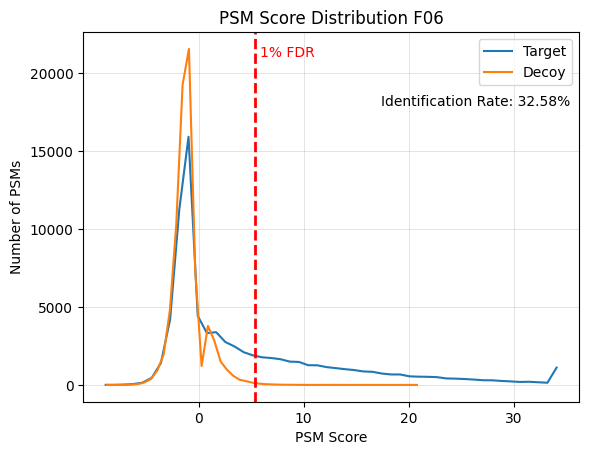 PSM Score Distribution F06
1% FDR
Target
Decoy
Identification Rate: 32.58%
20000
15000
10000
5000
0
Number of PSMs
0
10
20
30
PSM Score